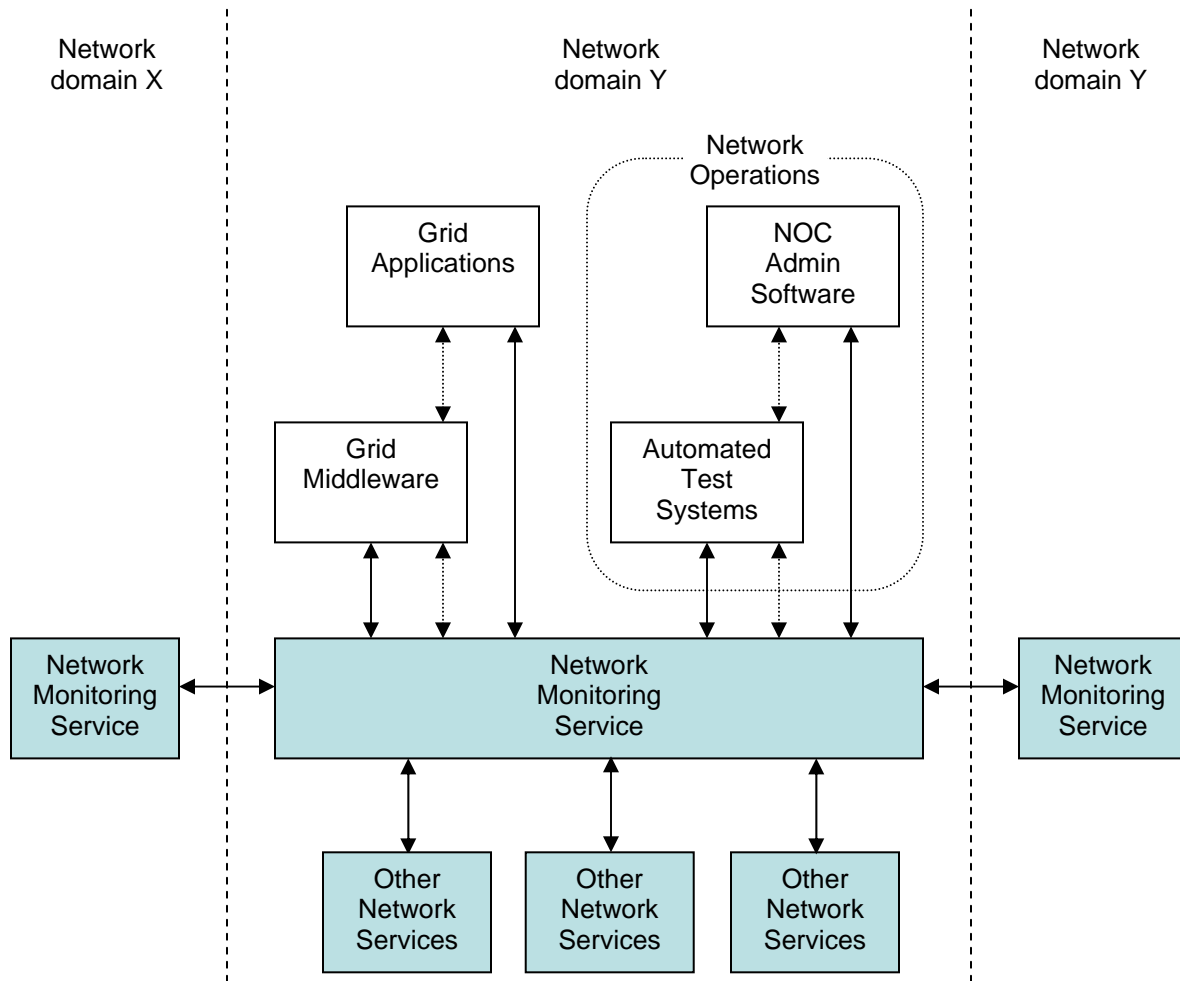 Network
domain X
Network
domain Y
Network
domain Y
Network
Operations
Grid
Applications
NOC
Admin
Software
Grid
Middleware
Automated
Test
Systems
Network
Monitoring
Service
Network
Monitoring
Service
Network
Monitoring
Service
Other
Network
Services
Other
Network
Services
Other
Network
Services